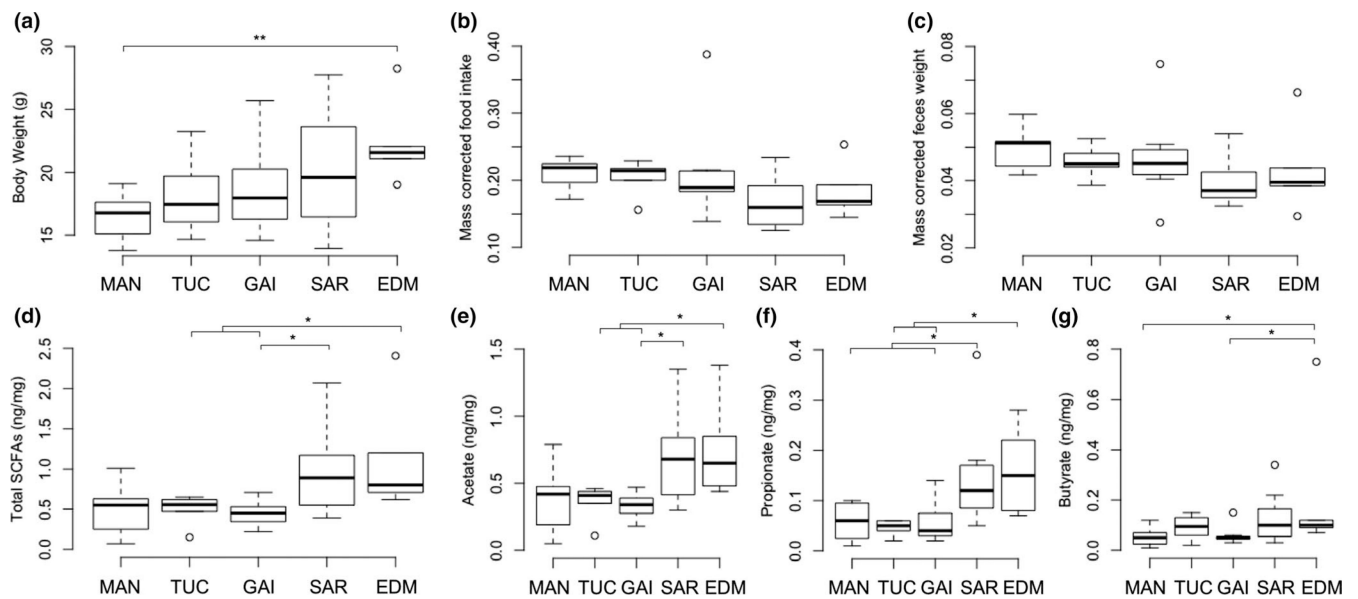 (a)
**
Body Weight (g)
30
25
20
15
MAN TUC GAI SAR EDM
(b)
Mass corrected food intake
0.40
0.30
0.20
0.10
MAN TUC GAI SAR EDM
(c)
Mass corrected feces weight
0.08
0.06
0.04
0.02
MAN TUC GAI SAR EDM
(d)
*
*
Total SCFAs (ng/mg)
2.5
2.0
1.5
1.0
0.5
0.0
MAN TUC GAI SAR EDM
(e)
*
*
Acetate (ng/mg)
1.5
1.0
0.5
0.0
MAN TUC GAI SAR EDM
(f)
*
*
Propionate (ng/mg)
0.4
0.3
0.2
0.1
0.0
MAN TUC GAI SAR EDM
(g)
*
*
Butyrate (ng/mg)
0.8
0.6
0.4
0.2
0.0
MAN TUC GAI SAR EDM